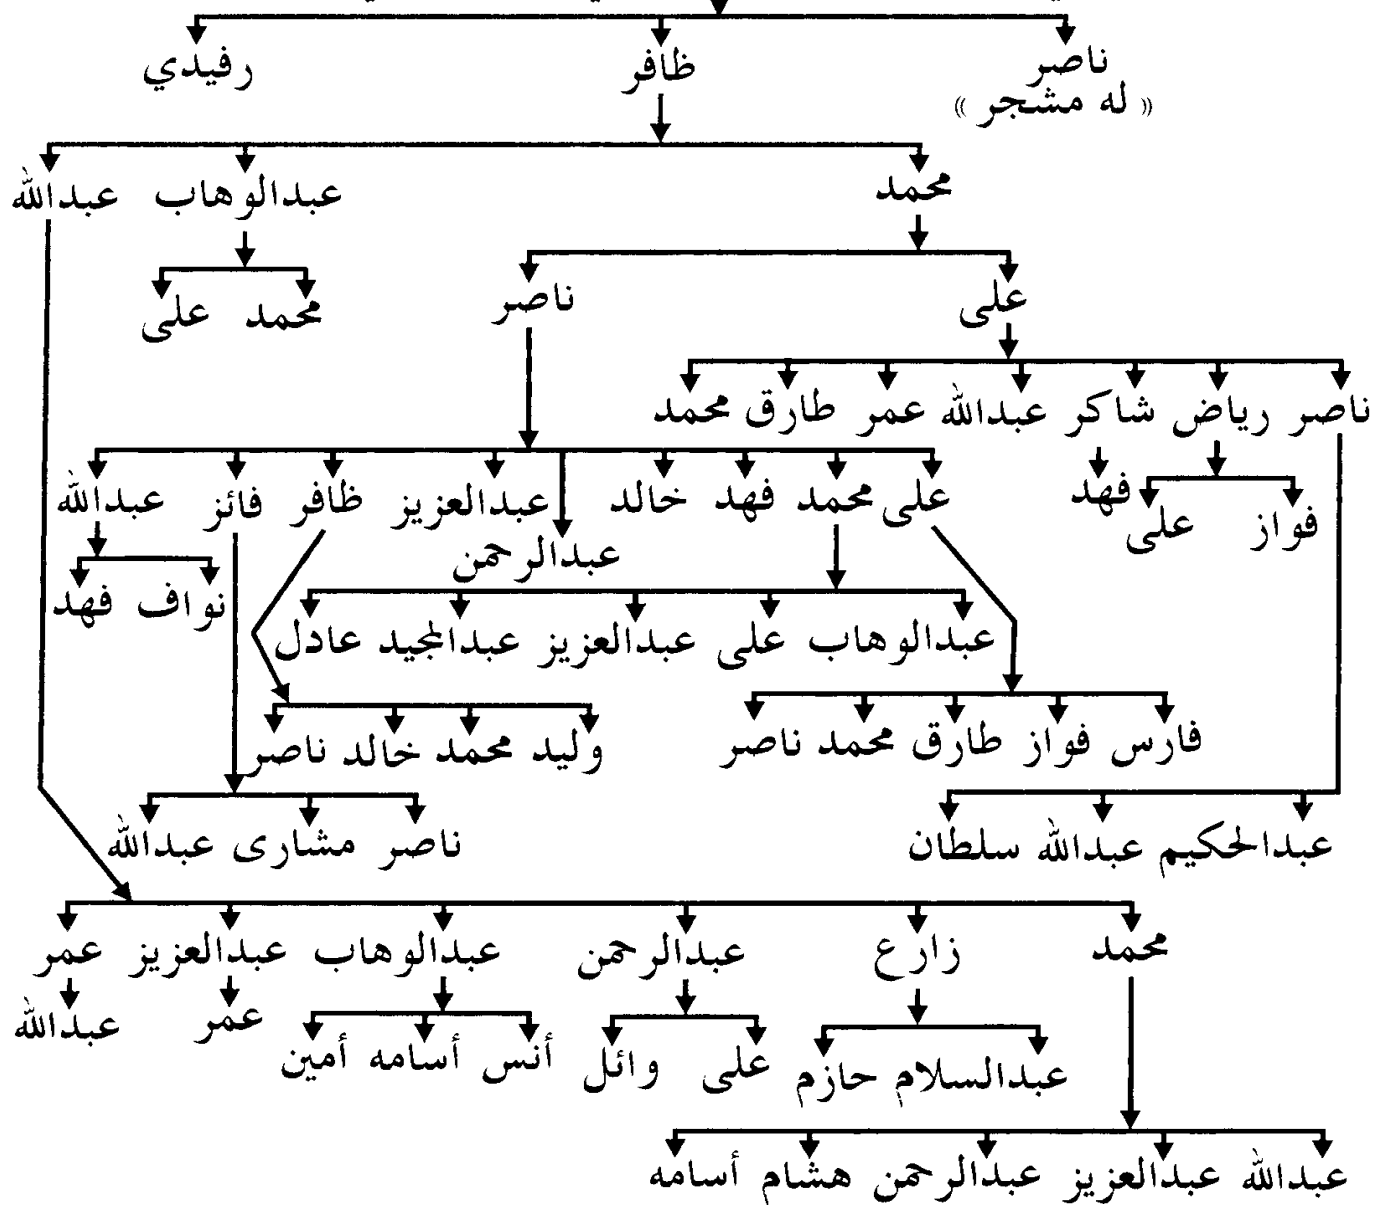 ناصر ظافر رفيدي
« له مشجر »
محمد عبدالوهاب عبدالله
على ناصر محمد على
ناصر رياض شاكر عبدالله عمر طارق محمد
على محمد فهد خالد عبدالعزيز ظافر فائز عبدالله
فواز على فهد
عبدالرحمن
نواف فهد
عبدالوهاب على عبدالعزيز عبدالمجيد عادل
فارس فواز طارق محمد ناصر وليد محمد خالد ناصر
عبدالحكيم عبدالله سلطان ناصر مشارى عبدالله
محمد زارع عبدالرحمن عبدالوهاب عبدالعزيز عمر
عبدالسلام حازم على وائل أنس أسامه أمين عمر عبدالله
عبدالله عبدالعزيز عبدالرحمن هشام أسامه